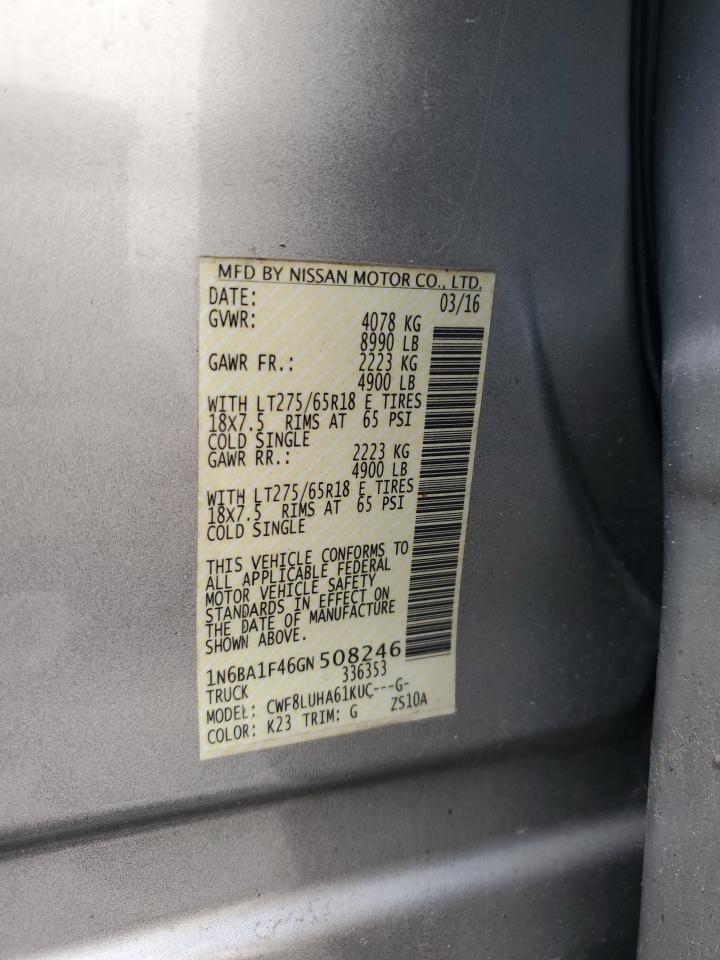 MFD BY NISSAN MOTOR CO., LTD.
DATE: 03/16
GVWR: 4078 KG
8990 LB
GAWR FR.: 2223 KG
4900 LB
WITH LT275/65R18 E TIRES
18x7.5 RIMS AT 65 PSI
COLD SINGLE
GAWR RR.: 2223 KG
4900 LB
WITH LT275/65R18 E TIRES
18x7.5 RIMS AT 65 PSI
COLD SINGLE
THIS VEHICLE CONFORMS TO
ALL APPLICABLE FEDERAL
MOTOR VEHICLE SAFETY
STANDARDS IN EFFECT ON
THE DATE OF MANUFACTURE
SHOWN ABOVE.
1N6BA1F46GN508246
336353
TRUCK
MODEL: CWF8LUHA61KUC---G-
COLOR: K23 TRIM: G ZS10A